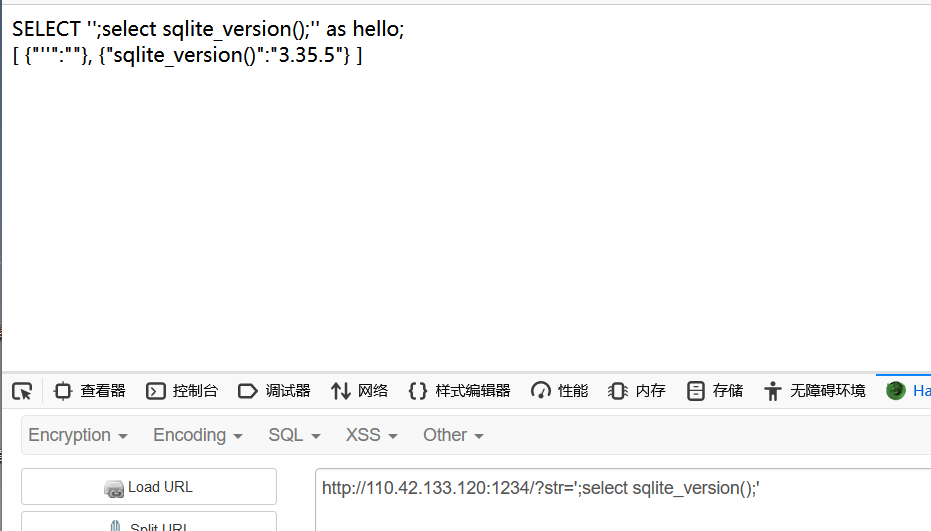 SELECT '';select sqlite_version();'' as hello;
[ {"''":""}, {"sqlite_version()":"3.35.5"} ]
查看器 控制台 调试器 网络 样式编辑器 性能 内存 存储 无障碍环境 Ha
Encryption Encoding SQL XSS Other
Load URL http://110.42.133.120:1234/?str=';select sqlite_version();'
Split URL